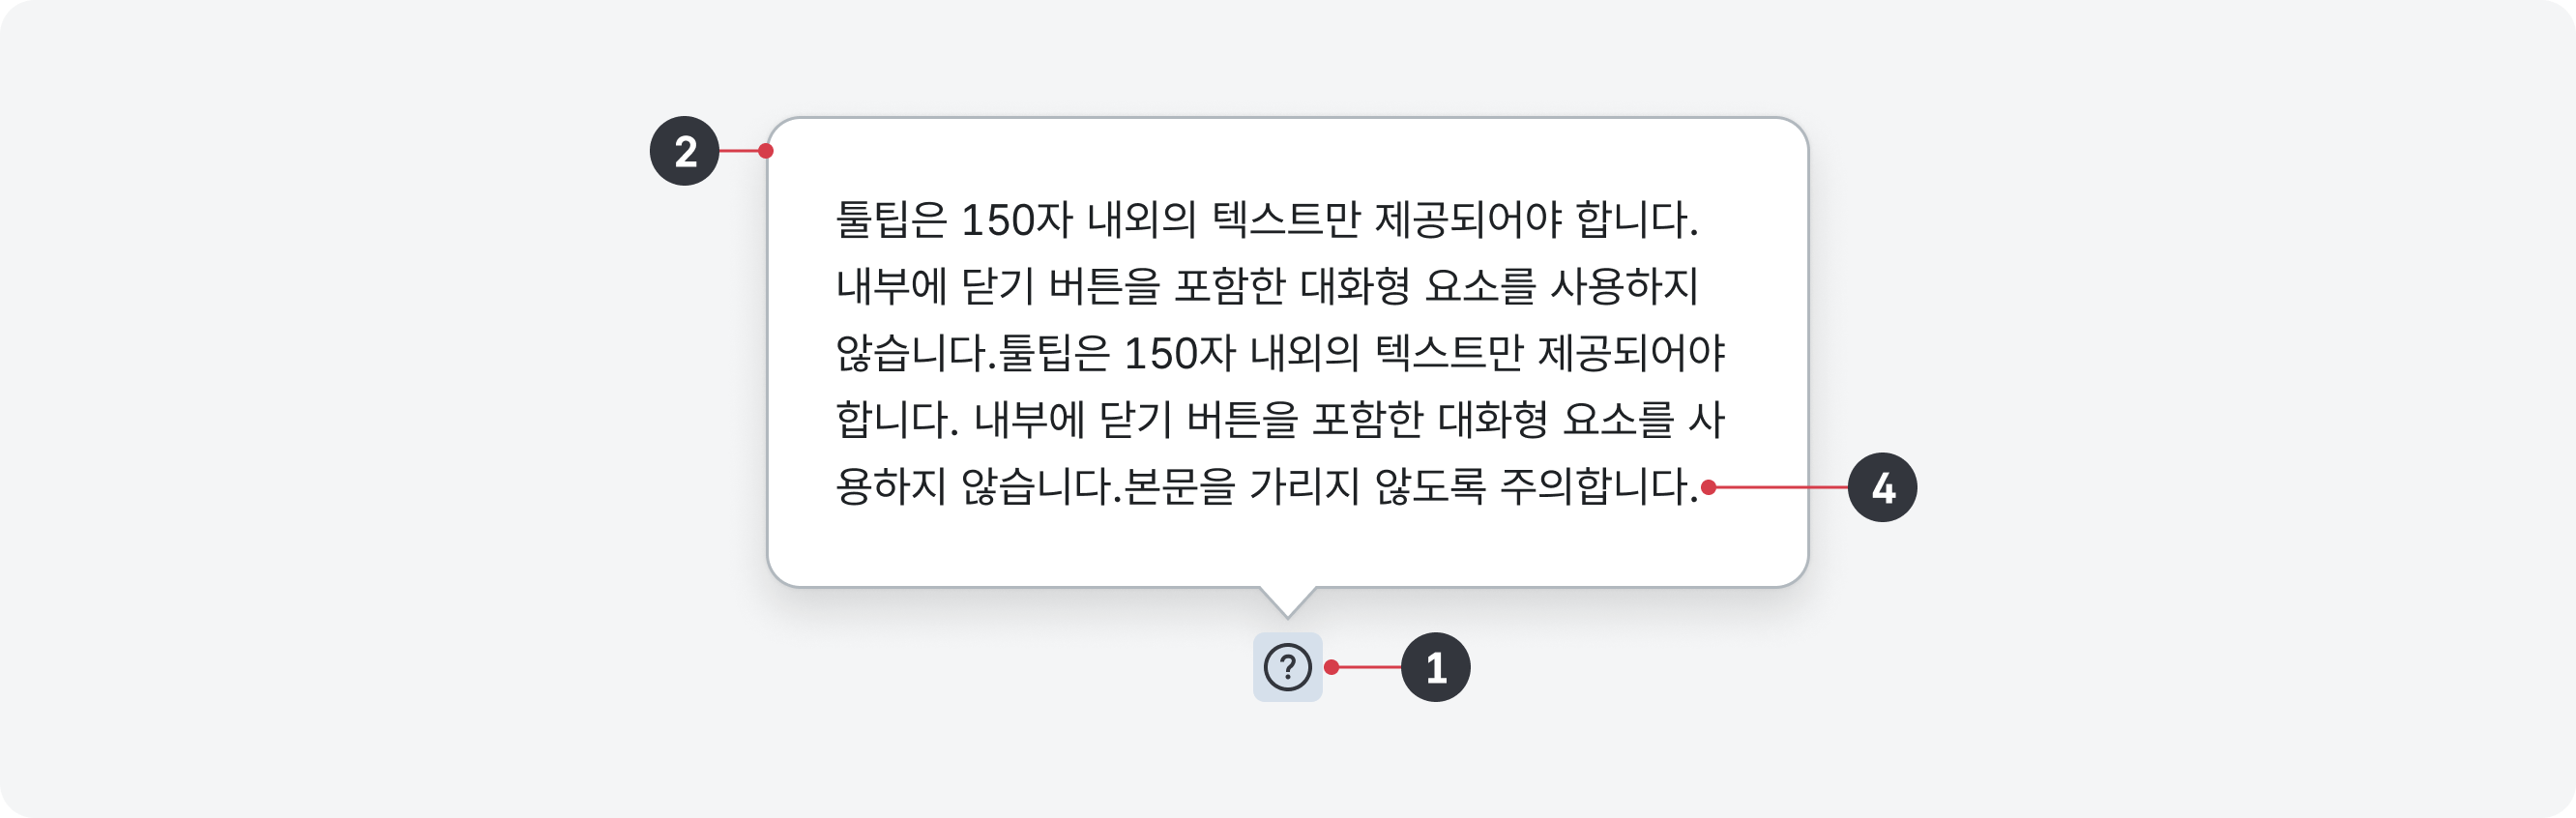 2
툴팁은 150자 내외의 텍스트만 제공되어야 합니다.
내부에 닫기 버튼을 포함한 대화형 요소를 사용하지
않습니다.툴팁은 150자 내외의 텍스트만 제공되어야
합니다. 내부에 닫기 버튼을 포함한 대화형 요소를 사
용하지 않습니다.본문을 가리지 않도록 주의합니다.
4
?
1